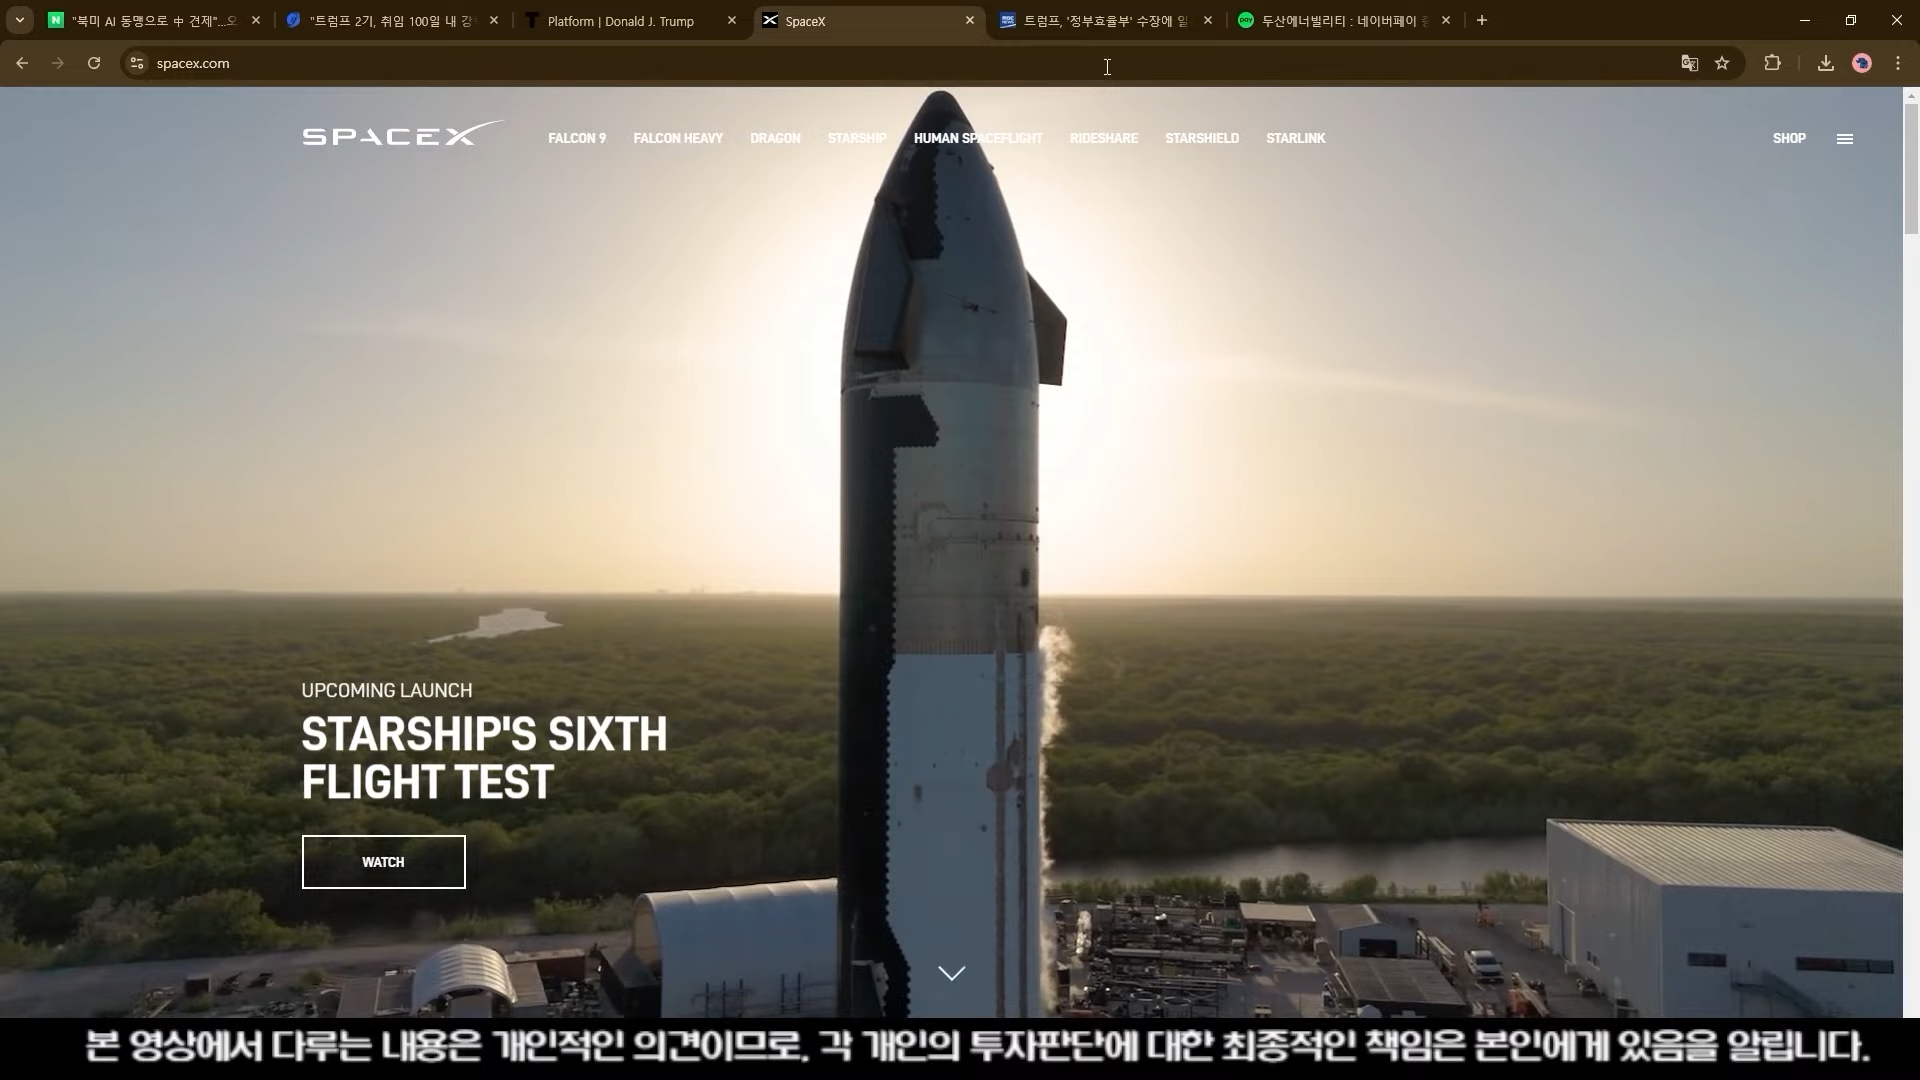 "북미 AI 동맹으로 中 견제"...오
"트럼프 2기, 취임 100일 내 강
Platform | Donald J. Trump
SpaceX
트럼프, '정부효율부' 수장에 일
두산에너빌리티 : 네이버페이 증
spacex.com
SPACEX
FALCON 9
FALCON HEAVY
DRAGON
STARSHIP
HUMAN SPACEFLIGHT
RIDESHARE
STARSHIELD
STARLINK
SHOP
UPCOMING LAUNCH
STARSHIP'S SIXTH
FLIGHT TEST
WATCH
본 영상에서 다루는 내용은 개인적인 의견이므로, 각 개인의 투자판단에 대한 최종적인 책임은 본인에게 있음을 알립니다.